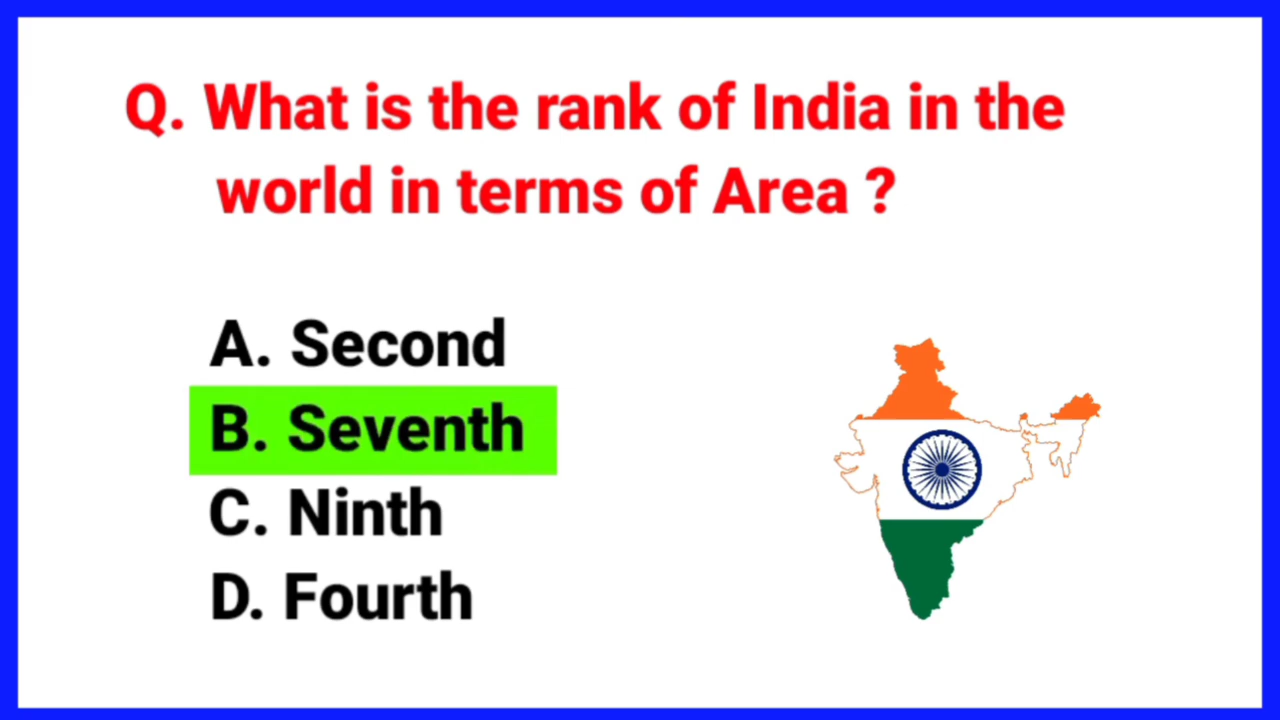 Q. What is the rank of India in the
world in terms of Area ?
A. Second
B. Seventh
C. Ninth
D. Fourth